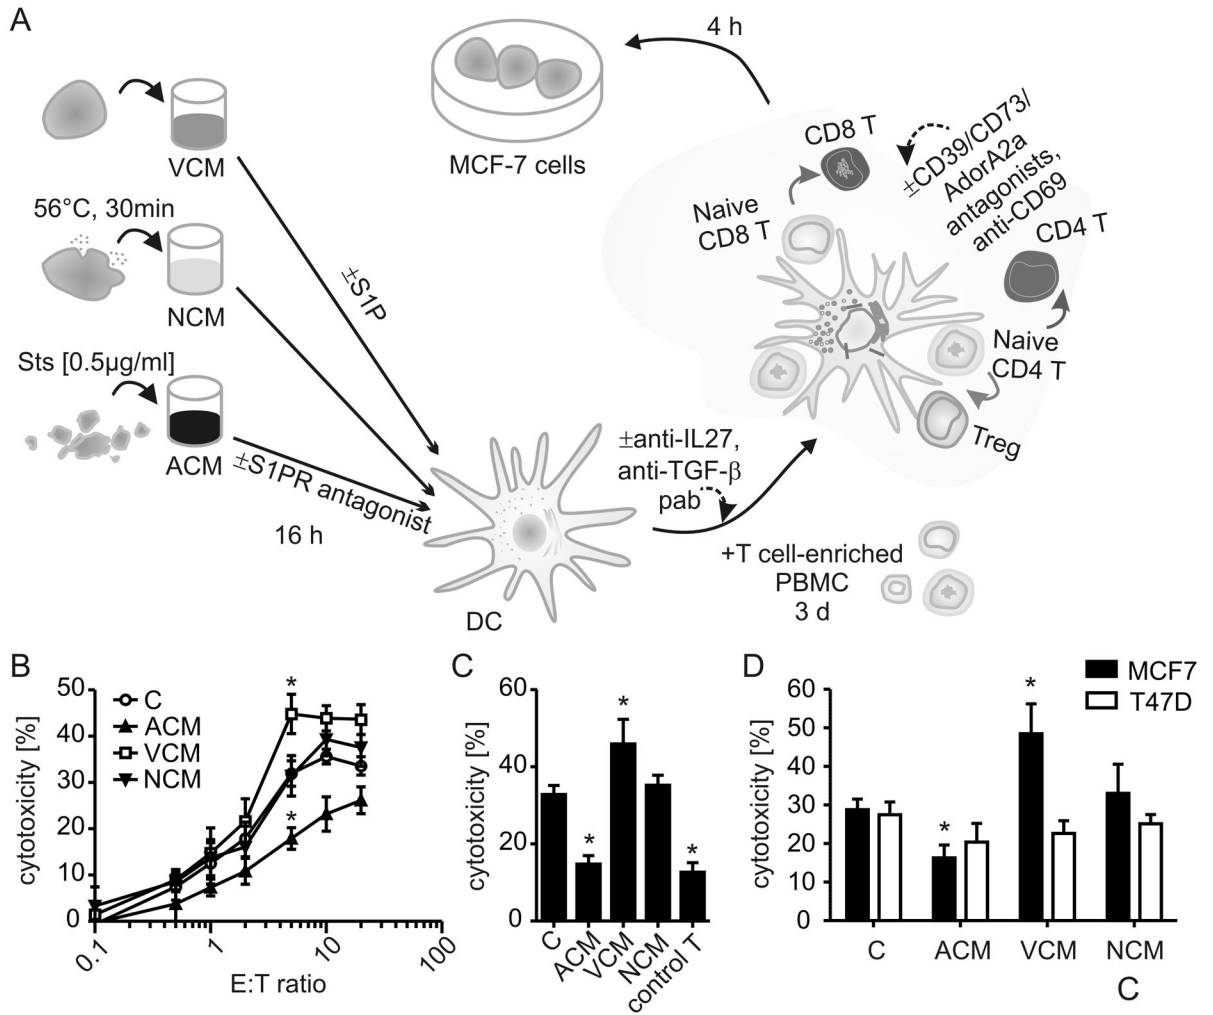 A
4 h
VCM
MCF-7 cells
CD8 T
±CD39/CD73/
AdorA2a
antagonists,
anti-CD69
Naive
CD8 T
CD4 T
56°C, 30min
NCM
±S1P
Naive
CD4 T
Treg
Sts [0.5µg/ml]
ACM
±S1PR antagonist
16 h
DC
±anti-IL27,
anti-TGF-β
pab
+T cell-enriched
PBMC
3 d
B
cytotoxicity [%]
50
40
30
20
10
0
C
ACM
VCM
NCM
*
*
0.1
1
10
100
E:T ratio
C
cytotoxicity [%]
60
40
20
0
*
*
*
C
ACM
VCM
NCM
control T
D
MCF7
T47D
cytotoxicity [%]
60
50
40
30
20
10
0
*
*
C
ACM
VCM
NCM
C